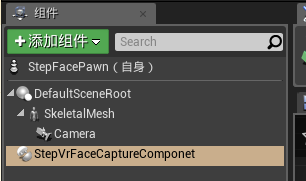 组件
+添加组件
Search
StepFacePawn（自身）
DefaultSceneRoot
SkeletalMesh
Camera
StepVrFaceCaptureComponet